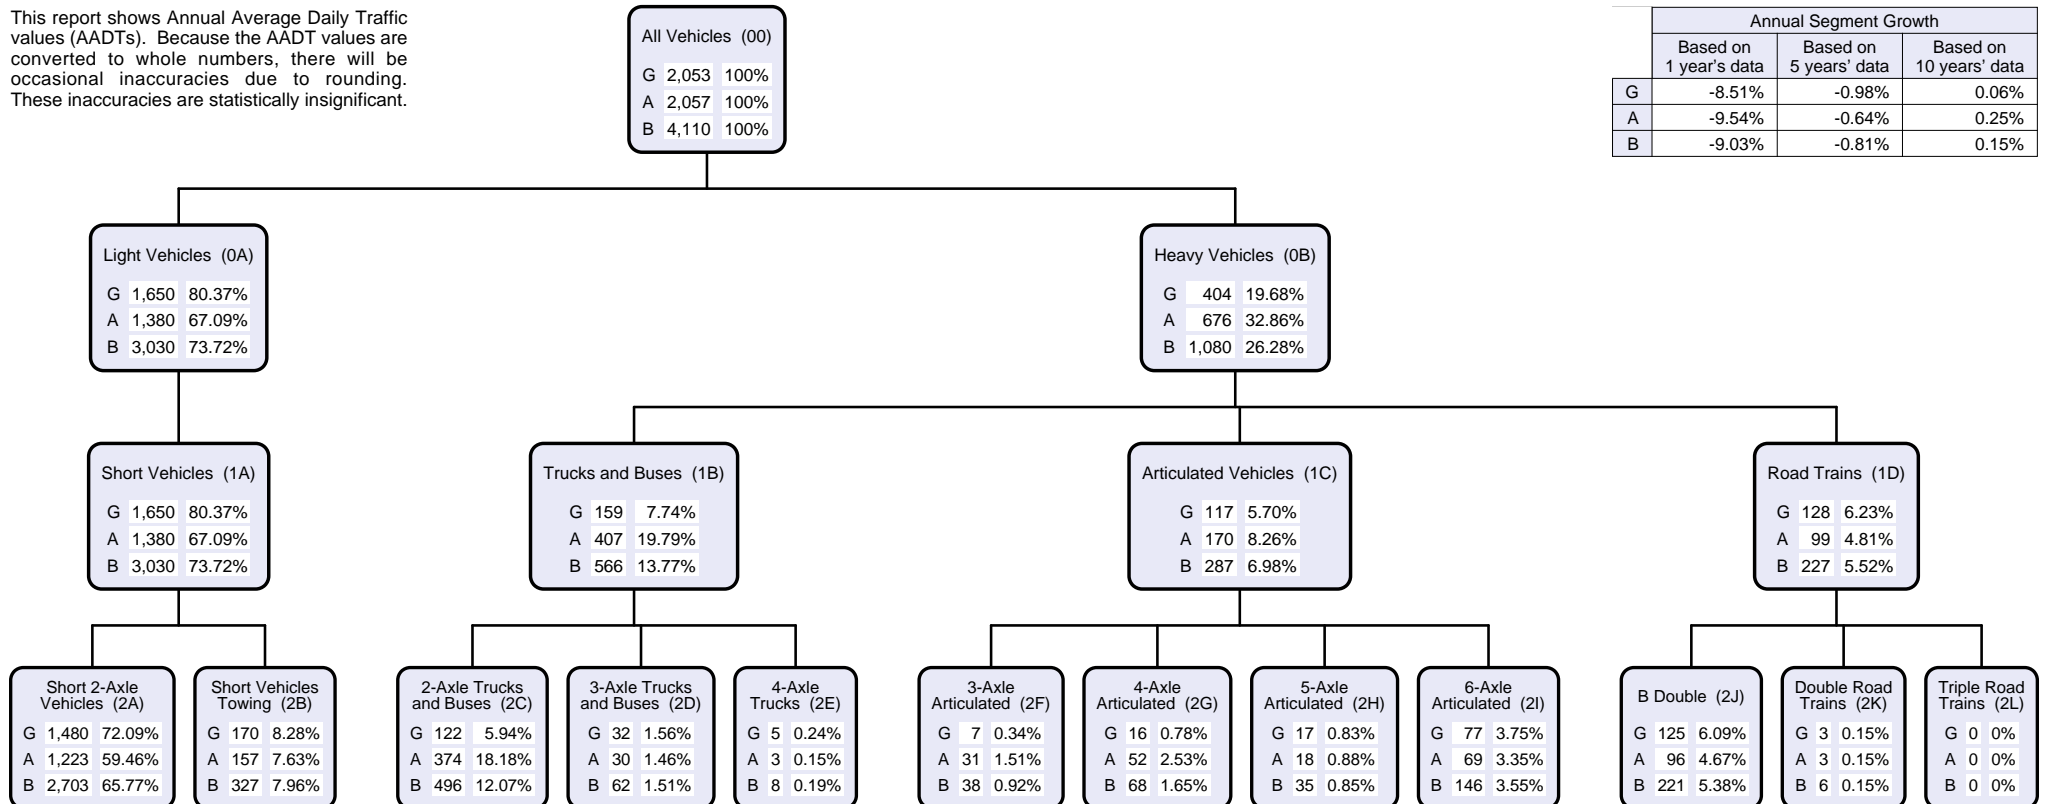 This report shows Annual Average Daily Traffic
values (AADTs). Because the AADT values are
converted to whole numbers, there will be
occasional inaccuracies due to rounding.
These inaccuracies are statistically insignificant.
All Vehicles (00)
G 2,053 100%
A 2,057 100%
B 4,110 100%
Annual Segment Growth
Based on 1 year's data
Based on 5 years' data
Based on 10 years' data
G -8.51% -0.98% 0.06%
A -9.54% -0.64% 0.25%
B -9.03% -0.81% 0.15%
Light Vehicles (0A)
G 1,650 80.37%
A 1,380 67.09%
B 3,030 73.72%
Heavy Vehicles (0B)
G 404 19.68%
A 676 32.86%
B 1,080 26.28%
Short Vehicles (1A)
G 1,650 80.37%
A 1,380 67.09%
B 3,030 73.72%
Trucks and Buses (1B)
G 159 7.74%
A 407 19.79%
B 566 13.77%
Articulated Vehicles (1C)
G 117 5.70%
A 170 8.26%
B 287 6.98%
Road Trains (1D)
G 128 6.23%
A 99 4.81%
B 227 5.52%
Short 2-Axle
Vehicles (2A)
G 1,480 72.09%
A 1,223 59.46%
B 2,703 65.77%
Short Vehicles
Towing (2B)
G 170 8.28%
A 157 7.63%
B 327 7.96%
2-Axle Trucks
and Buses (2C)
G 122 5.94%
A 374 18.18%
B 496 12.07%
3-Axle Trucks
and Buses (2D)
G 32 1.56%
A 30 1.46%
B 62 1.51%
4-Axle
Trucks (2E)
G 5 0.24%
A 3 0.15%
B 8 0.19%
3-Axle
Articulated (2F)
G 7 0.34%
A 31 1.51%
B 38 0.92%
4-Axle
Articulated (2G)
G 16 0.78%
A 52 2.53%
B 68 1.65%
5-Axle
Articulated (2H)
G 17 0.83%
A 18 0.88%
B 35 0.85%
6-Axle
Articulated (2I)
G 77 3.75%
A 69 3.35%
B 146 3.55%
B Double (2J)
G 125 6.09%
A 96 4.67%
B 221 5.38%
Double Road
Trains (2K)
G 3 0.15%
A 3 0.15%
B 6 0.15%
Triple Road
Trains (2L)
G 0 0%
A 0 0%
B 0 0%